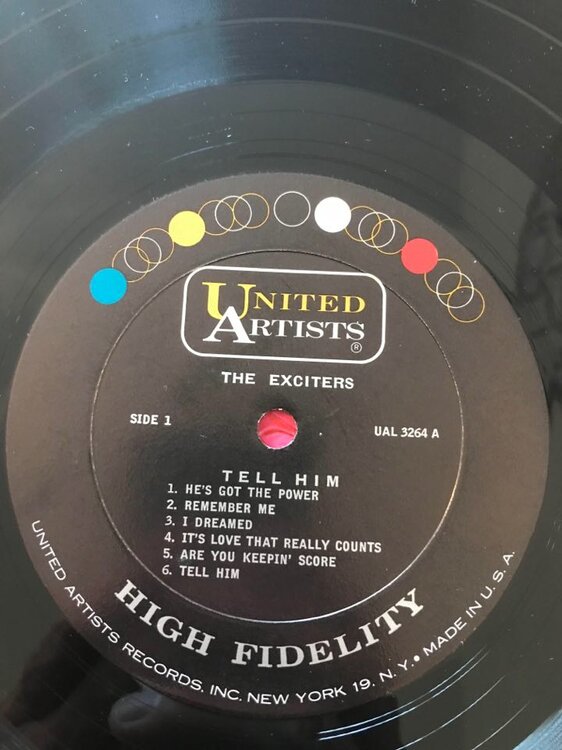 UNITED
ARTISTS®
THE EXCITERS
SIDE 1
UAL 3264 A
TELL HIM
1. HE'S GOT THE POWER
2. REMEMBER ME
3. I DREAMED
4. IT'S LOVE THAT REALLY COUNTS
5. ARE YOU KEEPIN' SCORE
6. TELL HIM
HIGH FIDELITY
UNITED ARTISTS RECORDS, INC. NEW YORK 19, N.Y. • MADE IN U.S.A.